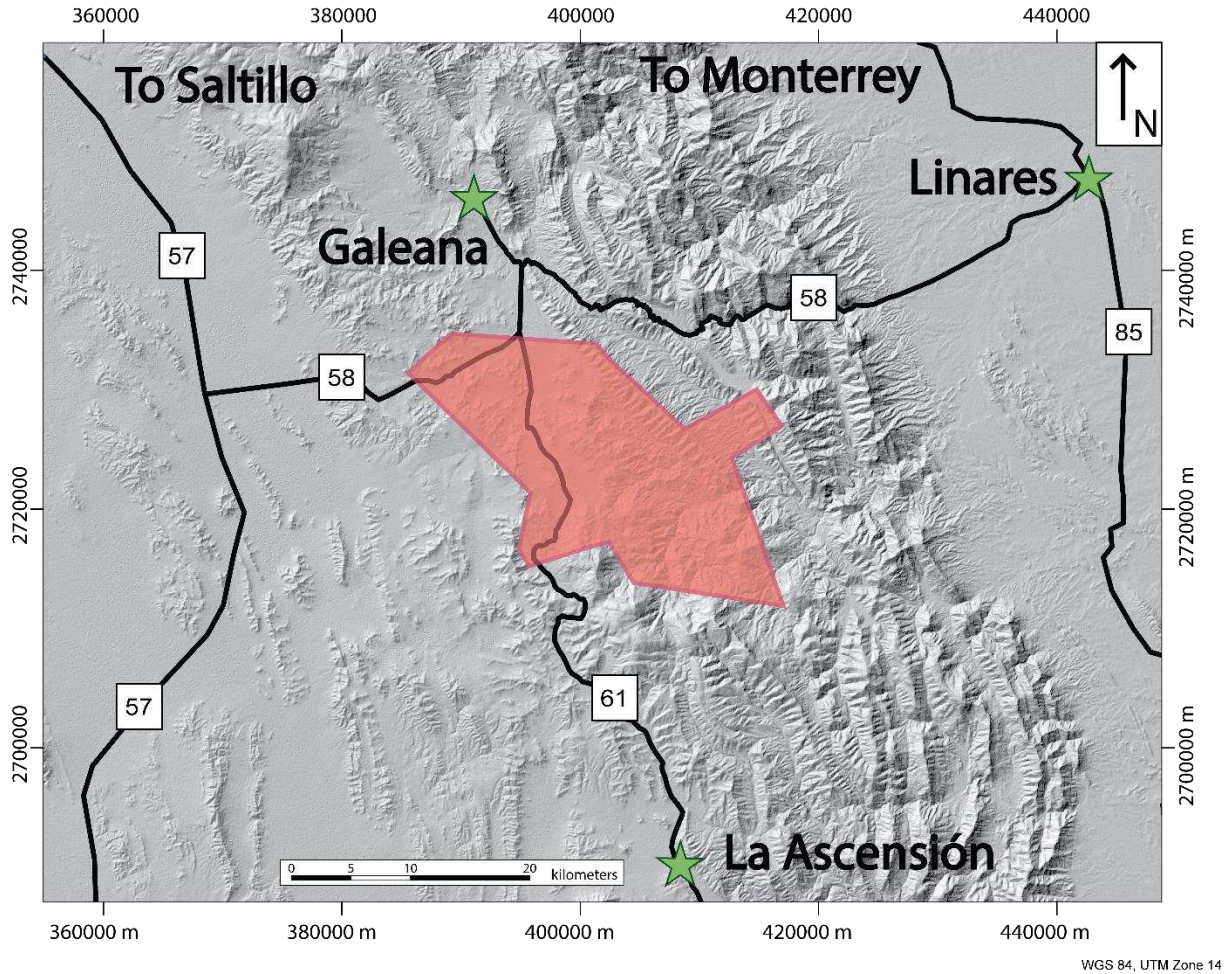 360000
380000
400000
420000
440000
To Saltillo
To Monterrey
N
Linares
Galeana
57
58
58
85
2740000
2740000 m
2720000
2720000 m
57
61
2700000
2700000 m
La Ascensión
0 5 10 20 kilometers
360000 m
380000 m
400000 m
420000 m
440000 m
WGS 84, UTM Zone 14